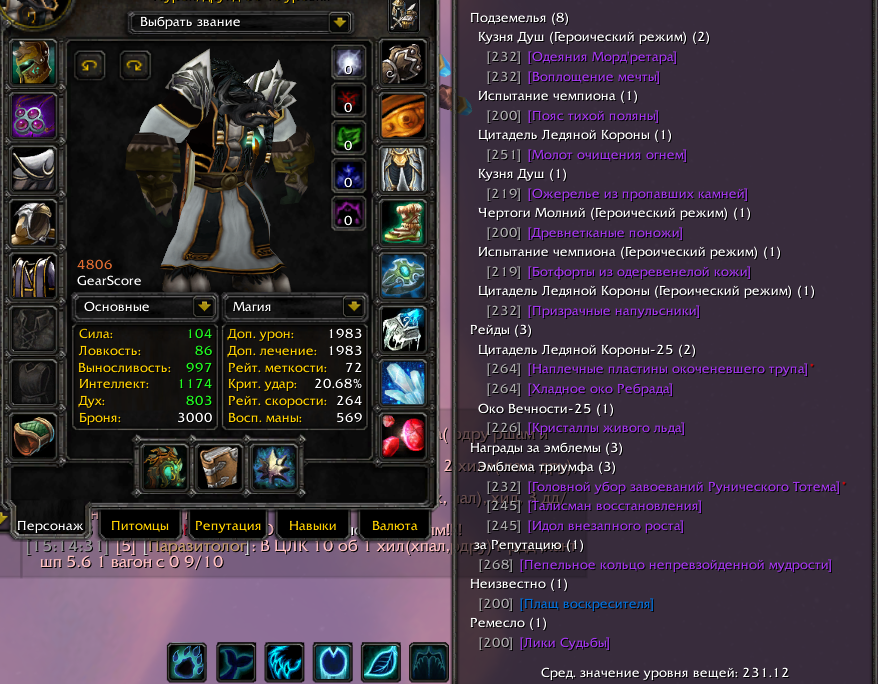 Выбрать звание
0
0
0
0
0
4806
GearScore
Основные
Магия
Сила: 104
Ловкость: 86
Выносливость: 997
Интеллект: 1174
Дух: 803
Броня: 3000
Доп. урон: 1983
Доп. лечение: 1983
Рейт. меткости: 72
Крит. удар: 20.68%
Рейт. скорости: 264
Восп. маны: 569
Персонаж
Питомцы
Репутация
Навыки
Валюта
[15:14:31] [5] [Паразитолог]: В ЦЛК 10 об 1 хил(хпал,
шп 5.6 1 вагон с 0 9/10
Подземелья (8)
Кузня Душ (Героический режим) (2)
[232] [Одеяния Морд'ретара]
[232] [Воплощение мечты]
Испытание чемпиона (1)
[200] [Пояс тихой поляны]
Цитадель Ледяной Короны (1)
[251] [Молот очищения огнем]
Кузня Душ (1)
[219] [Ожерелье из пропавших камней]
Чертоги Молний (Героический режим) (1)
[200] [Древнетканые поножи]
Испытание чемпиона (Героический режим) (1)
[219] [Ботфорты из одеревенелой кожи]
Цитадель Ледяной Короны (Героический режим) (1)
[232] [Призрачные напульсники]
Рейды (3)
Цитадель Ледяной Короны-25 (2)
[264] [Наплечные пластины окоченевшего трупа]*
[264] [Хладное око Ребрада]
Око Вечности-25 (1)
[226] [Кристаллы живого льда]
Награды за эмблемы (3)
Эмблема триумфа (3)
[232] [Головной убор завоеваний Рунического Тотема]*
[245] [Талисман восстановления]
[245] [Идол внезапного роста]
за Репутацию (1)
[268] [Пепельное кольцо непревзойденной мудрости]
Неизвестно (1)
[200] [Плащ воскресителя]
Ремесло (1)
[200] [Лики Судьбы]
Сред. значение уровня вещей: 231.12